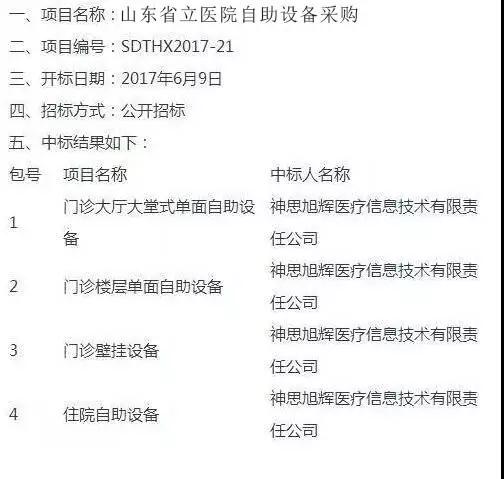 一、项目名称：山东省立医院自助设备采购
二、项目编号：SDTHX2017-21
三、开标日期：2017年6月9日
四、招标方式：公开招标
五、中标结果如下：
包号 项目名称 中标人名称
1 门诊大厅大堂式单面自助设 神思旭辉医疗信息技术有限责
备 任公司
2 门诊楼层单面自助设备 神思旭辉医疗信息技术有限责
任公司
3 门诊壁挂设备 神思旭辉医疗信息技术有限责
任公司
4 住院自助设备 神思旭辉医疗信息技术有限责
任公司